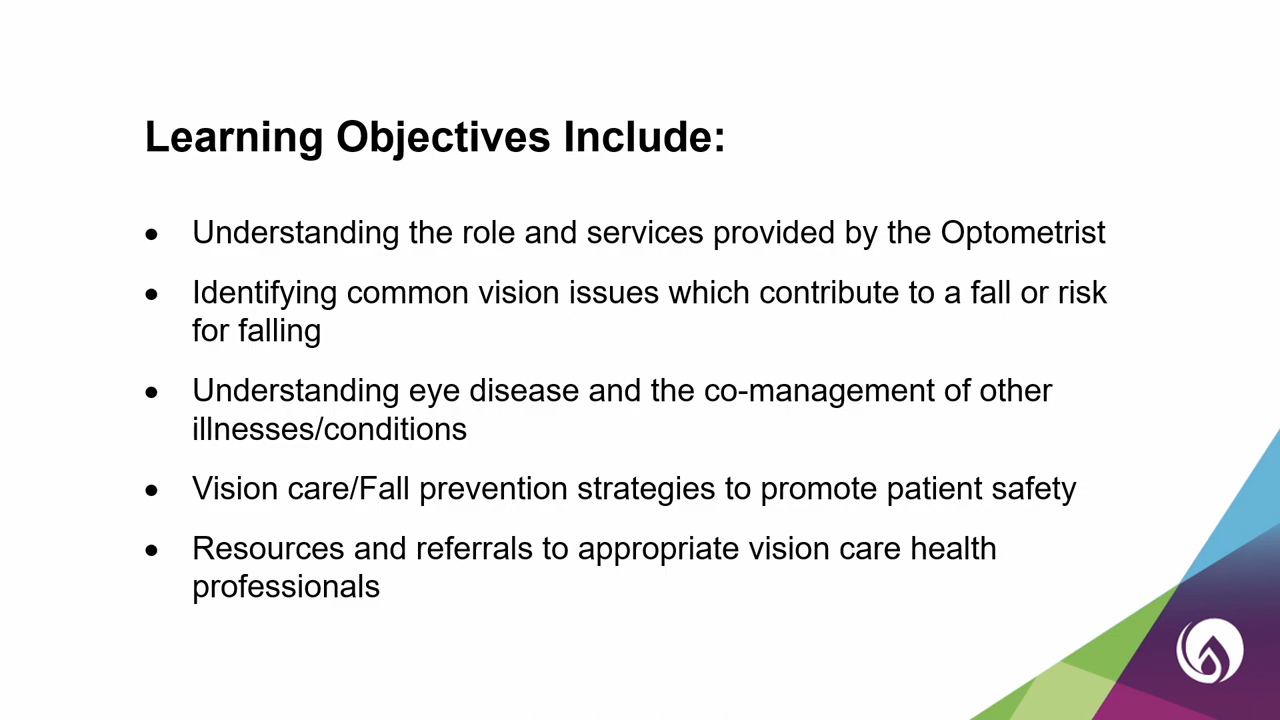 Learning Objectives Include:
● Understanding the role and services provided by the Optometrist
● Identifying common vision issues which contribute to a fall or risk
for falling
● Understanding eye disease and the co-management of other
illnesses/conditions
● Vision care/Fall prevention strategies to promote patient safety
● Resources and referrals to appropriate vision care health
professionals